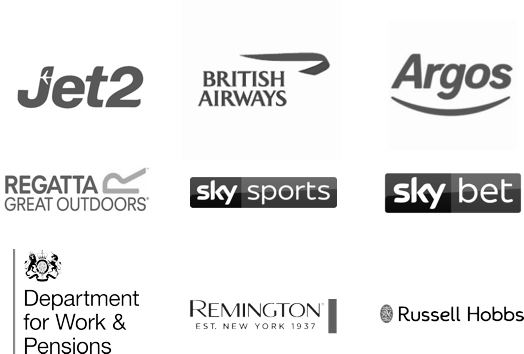 Jet2
BRITISH
AIRWAYS
Argos
REGATTA
GREAT OUTDOORS
sky sports
sky bet
Department
for Work &
Pensions
REMINGTON
EST. NEW YORK 1937
Russell Hobbs